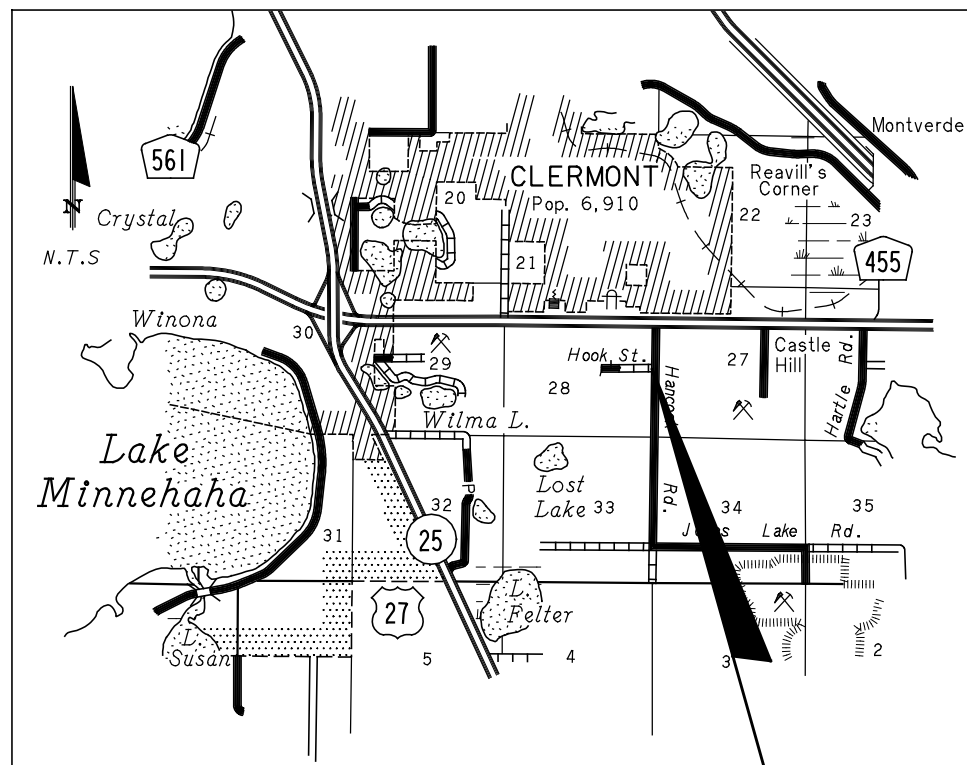 561
Montverde
CLERMONT
Pop. 6,910
Reavill's
Corner
20
22
23
N
Crystal
N.T.S
21
455
Winona
30
29
Hook St.
27
Castle
Hill
28
Hartle Rd.
Wilma L.
Lake
Minnehaha
Lost
Lake
32
33
Rd.
34
35
31
25
Lake Rd.
27
L.
Felter
L.
Susan
5
4
3
2